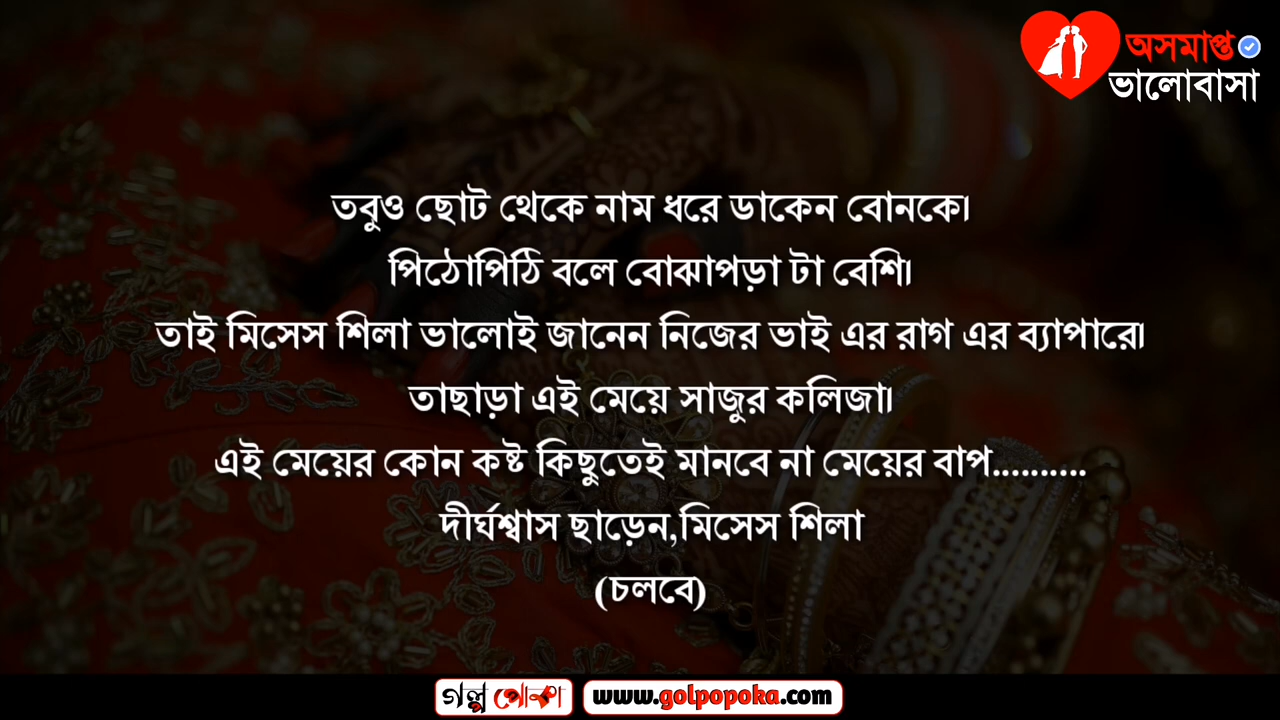 অসমাপ্ত
ভালোবাসা
তবুও ছোট থেকে নাম ধরে ডাকেন বোনকে।
পিঠোপিঠি বলে বোঝাপড়া টা বেশি।
তাই মিসেস শিলা ভালোই জানেন নিজের ভাই এর রাগ এর ব্যাপারে।
তাছাড়া এই মেয়ে সাজুর কলিজা।
এই মেয়ের কোন কষ্ট কিছুতেই মানবে না মেয়ের বাপ..........
দীর্ঘশ্বাস ছাড়েন,মিসেস শিলা
(চলবে)
গল্প পোকা www.golpopoka.com